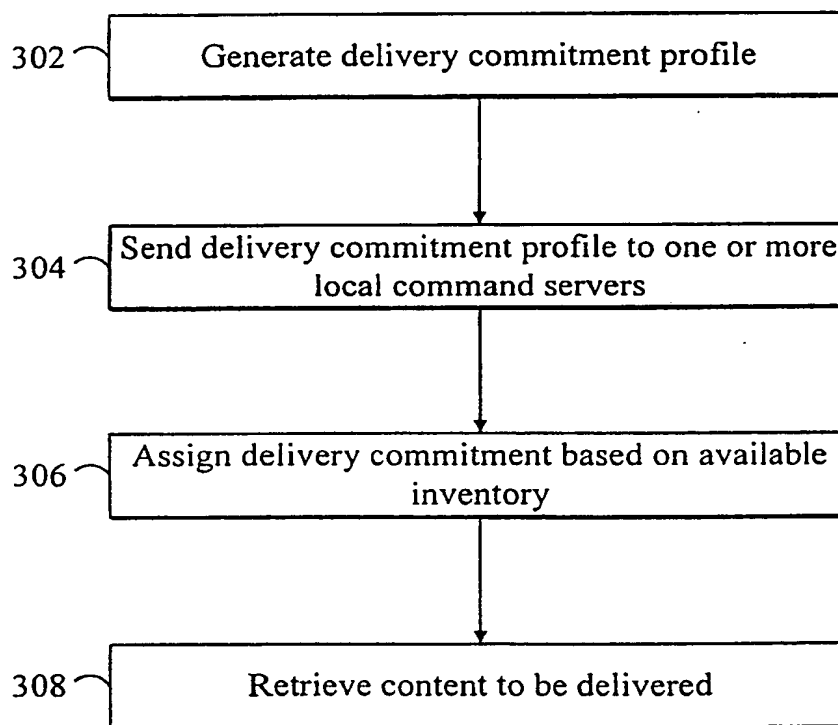 302
Generate delivery commitment profile
304
Send delivery commitment profile to one or more
local command servers
306
Assign delivery commitment based on available
inventory
308
Retrieve content to be delivered